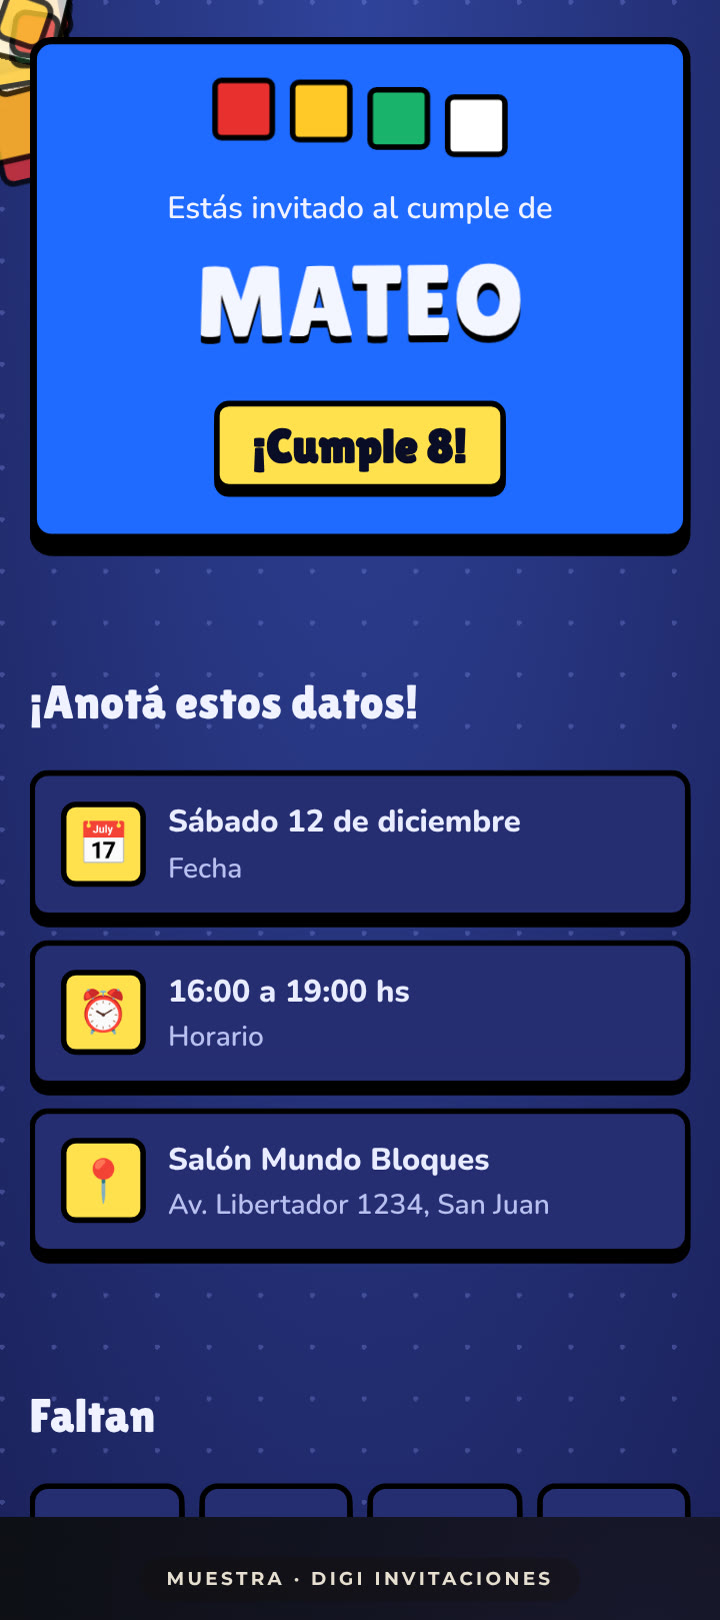 Estás invitado al cumple de
MATEO
¡Cumple 8!
¡Anotá estos datos!
July
17
Sábado 12 de diciembre
Fecha
16:00 a 19:00 hs
Horario
Salón Mundo Bloques
Av. Libertador 1234, San Juan
Faltan
MUESTRA · DIGI INVITACIONES